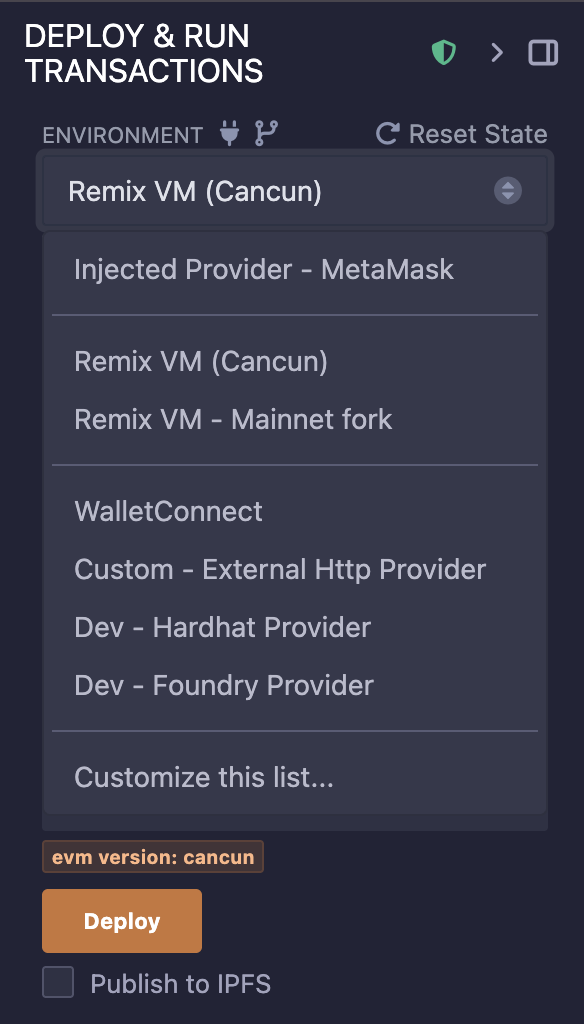 DEPLOY & RUN
TRANSACTIONS
ENVIRONMENT
Reset State
Remix VM (Cancun)
Injected Provider - MetaMask
Remix VM (Cancun)
Remix VM - Mainnet fork
WalletConnect
Custom - External Http Provider
Dev - Hardhat Provider
Dev - Foundry Provider
Customize this list...
evm version: cancun
Deploy
Publish to IPFS